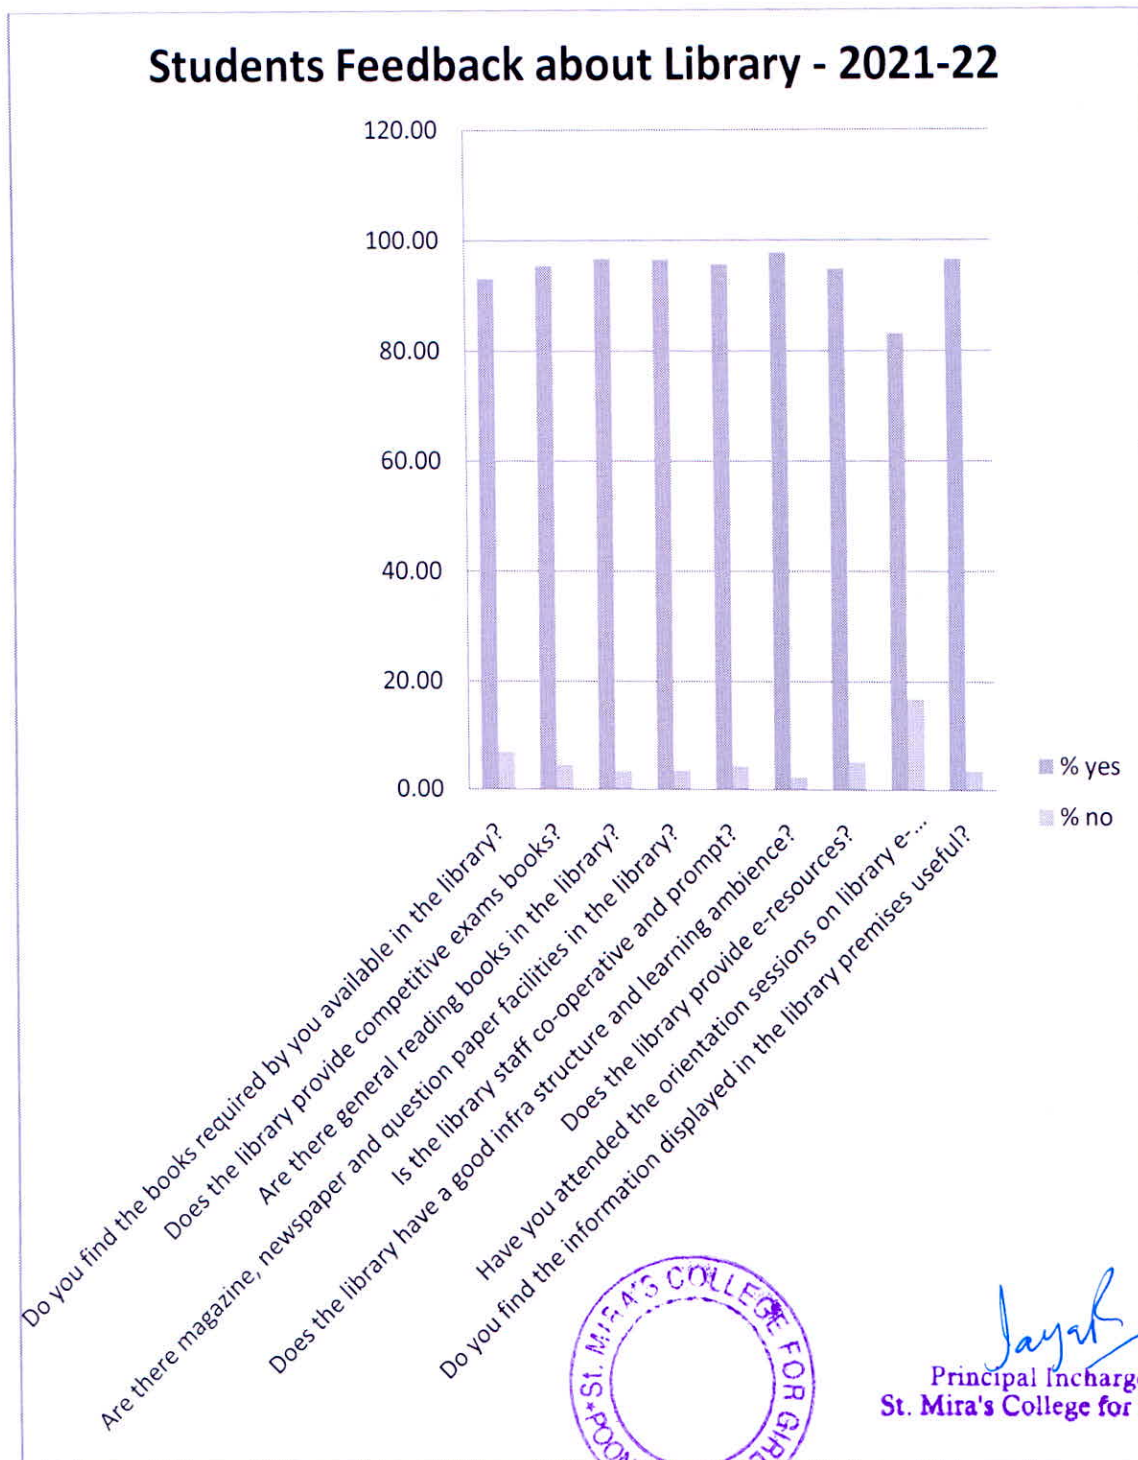 Students Feedback about Library - 2021-22
120.00
100.00
80.00
60.00
40.00
20.00
0.00
% yes
% no
Do you find the books required by you available in the library?
Does the library provide competitive exams books?
Are there general reading books in the library?
Are there magazine, newspaper and question paper facilities in the library?
Is the library staff co-operative and prompt?
Does the library have a good infra structure and learning ambience?
Does the library provide e-resources?
Have you attended the orientation sessions on library e-...
Do you find the information displayed in the library premises useful?
St. MIRA'S COLLEGE FOR
Principal Incharge
St. Mira's College for